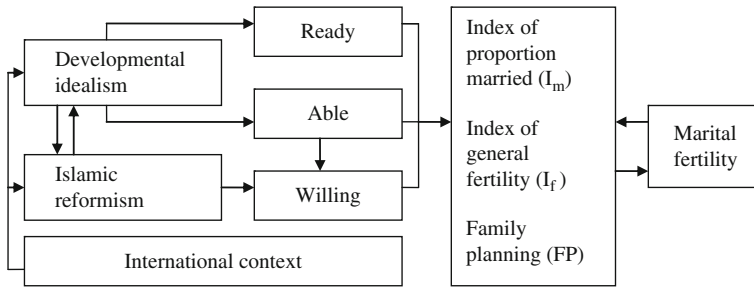 Developmental
idealism
Islamic
reformism
International context
Ready
Able
Willing
Index of
proportion
married (Iₘ)
Index of
general
fertility (I_f)
Family
planning (FP)
Marital
fertility